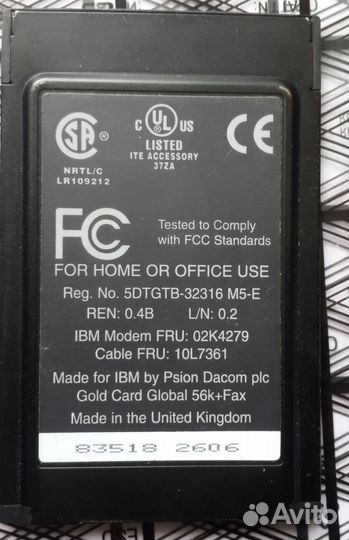 SA ®
NRTL/C
LR109212
C UL US
LISTED
ITE ACCESSORY
37ZA
CE
FC
Tested to Comply
with FCC Standards
FOR HOME OR OFFICE USE
Reg. No. 5DTGTB-32316 M5-E
REN: 0.4B L/N: 0.2
IBM Modem FRU: 02K4279
Cable FRU: 10L7361
Made for IBM by Psion Dacom plc
Gold Card Global 56k+Fax
Made in the United Kingdom
83518 2606
Avito